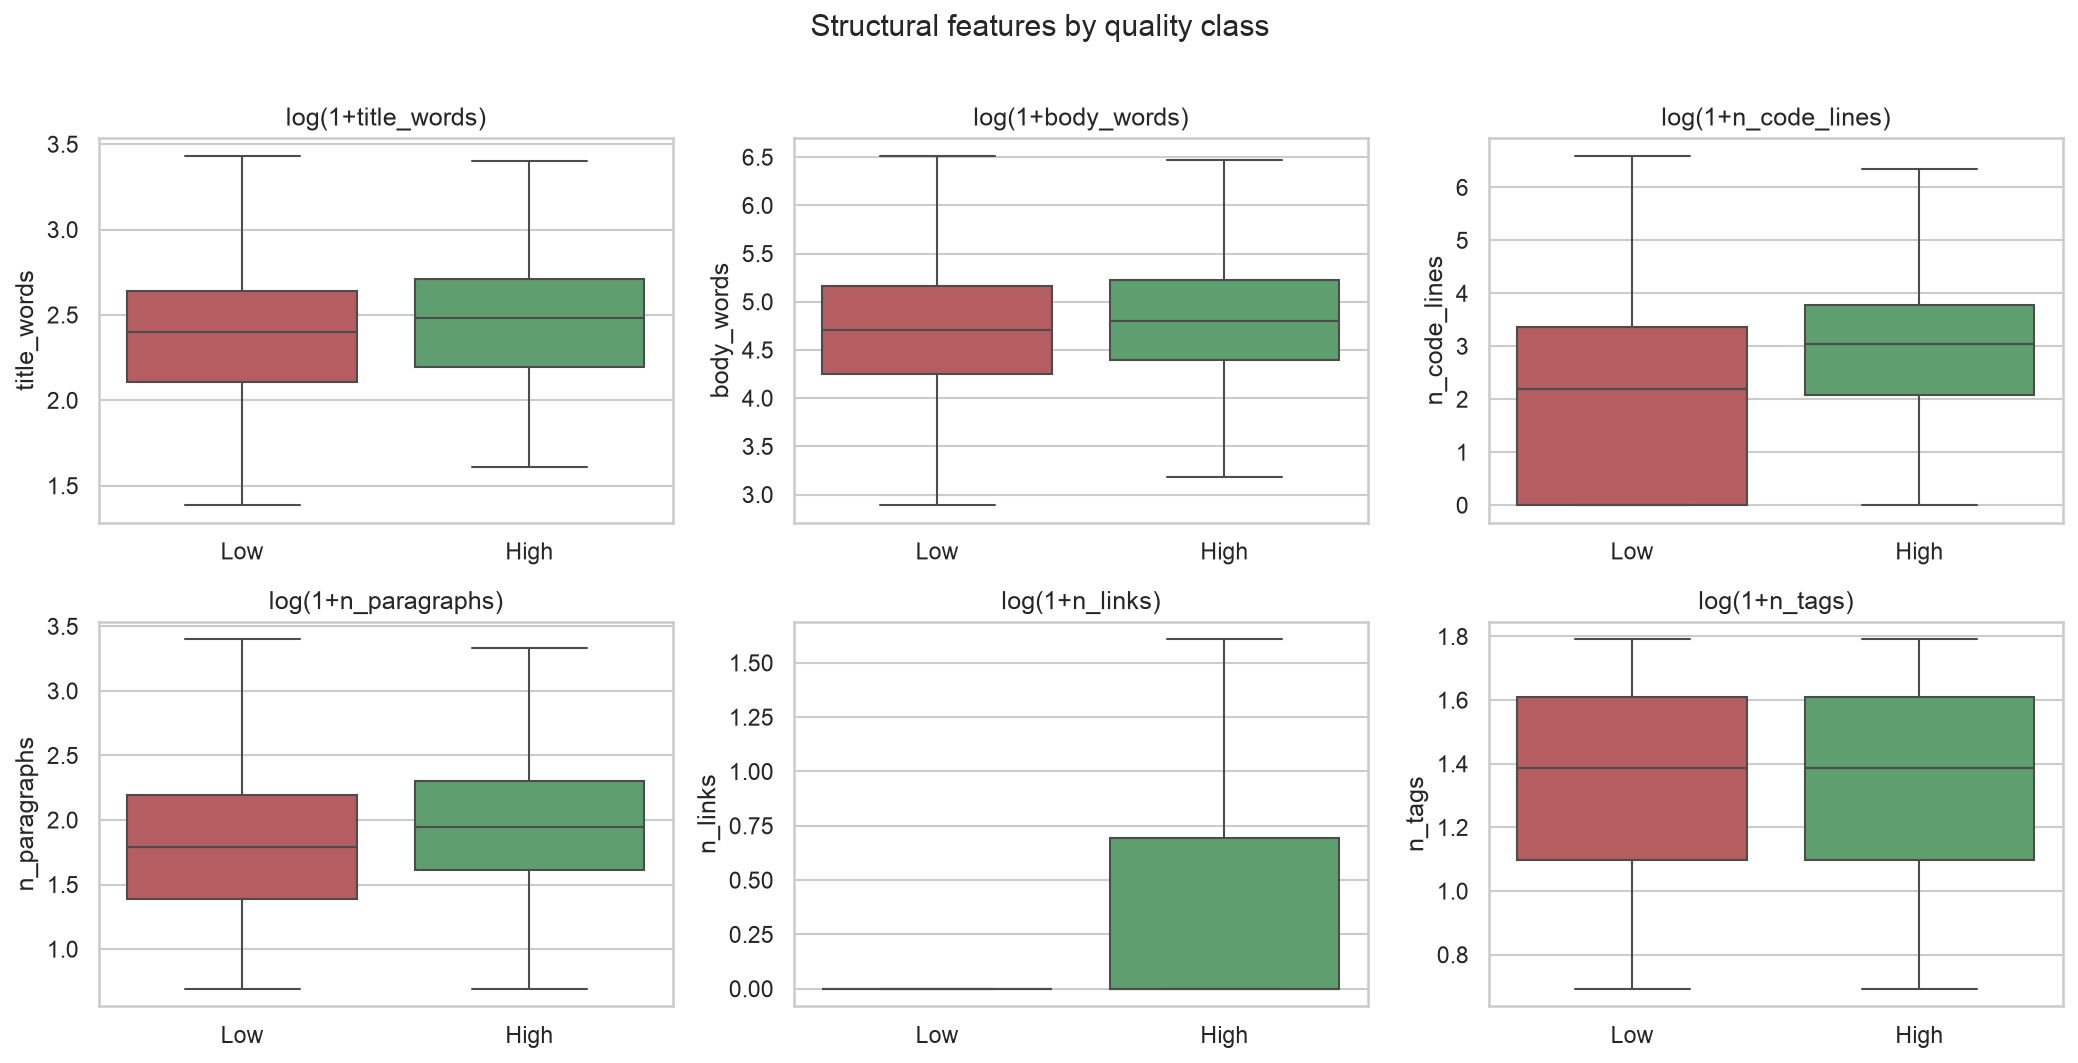 Structural features by quality class
log(1+title_words)
3.5
3.0
2.5
2.0
1.5
title_words
Low High
log(1+body_words)
6.5
6.0
5.5
5.0
4.5
4.0
3.5
3.0
body_words
Low High
log(1+n_code_lines)
6
5
4
3
2
1
0
n_code_lines
Low High
log(1+n_paragraphs)
3.5
3.0
2.5
2.0
1.5
1.0
n_paragraphs
Low High
log(1+n_links)
1.50
1.25
1.00
0.75
0.50
0.25
0.00
n_links
Low High
log(1+n_tags)
1.8
1.6
1.4
1.2
1.0
0.8
n_tags
Low High